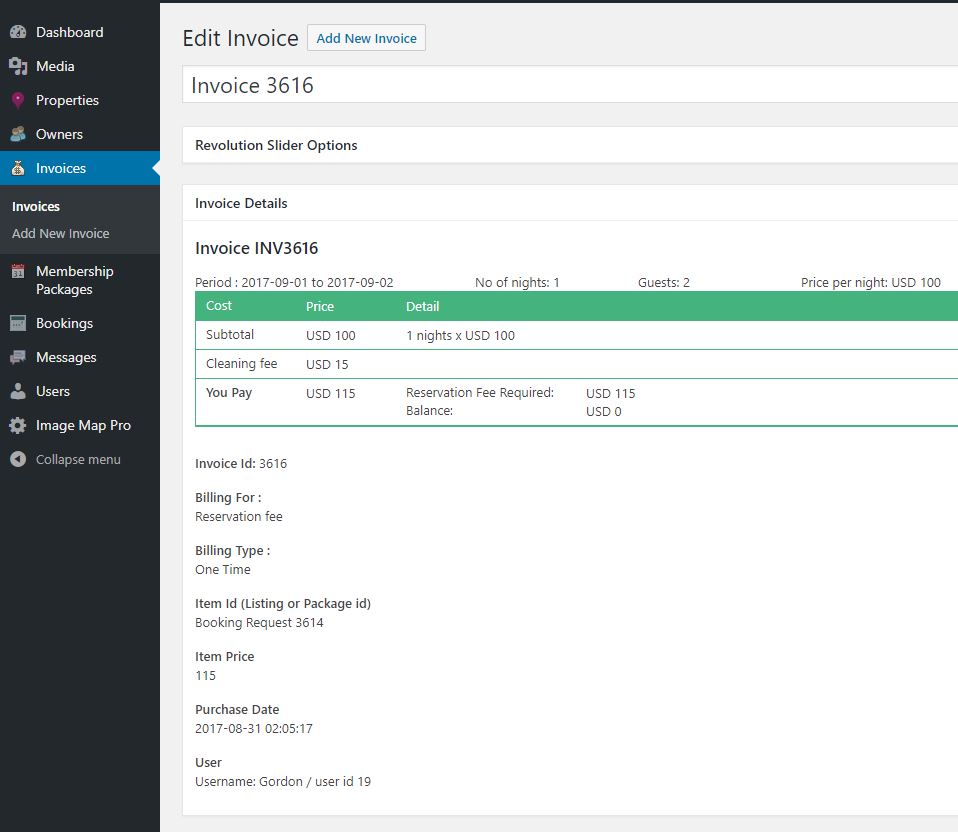 Dashboard
Media
Properties
Owners
Invoices
Invoices
Add New Invoice
Membership
Packages
Bookings
Messages
Users
Image Map Pro
Collapse menu
Edit Invoice Add New Invoice
Invoice 3616
Revolution Slider Options
Invoice Details
Invoice INV3616
Period : 2017-09-01 to 2017-09-02 No of nights: 1 Guests: 2 Price per night: USD 100
Cost Price Detail
Subtotal USD 100 1 nights x USD 100
Cleaning fee USD 15
You Pay USD 115 Reservation Fee Required: USD 115
Balance: USD 0
Invoice Id: 3616
Billing For :
Reservation fee
Billing Type :
One Time
Item Id (Listing or Package id)
Booking Request 3614
Item Price
115
Purchase Date
2017-08-31 02:05:17
User
Username: Gordon / user id 19